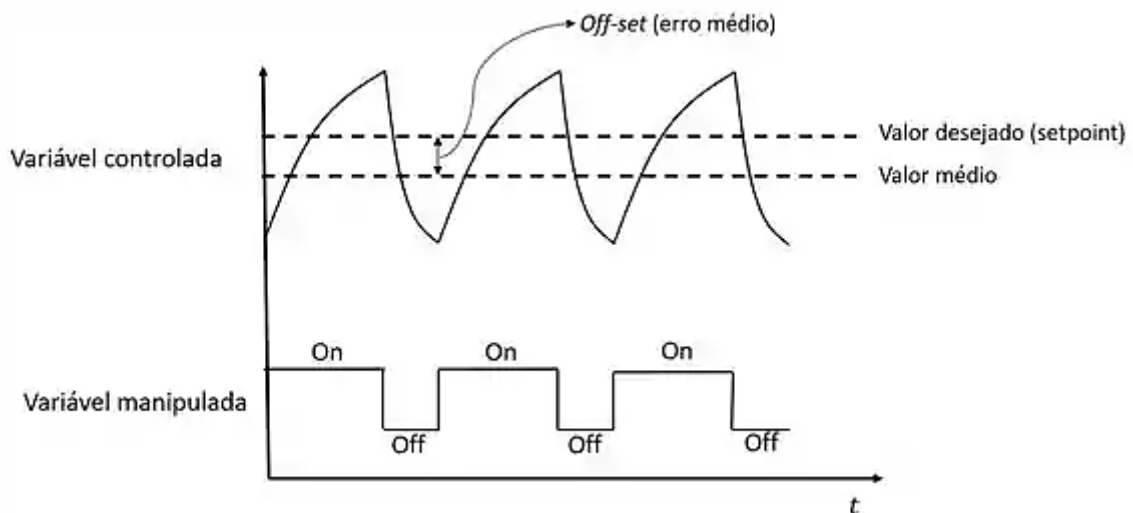 Off-set (erro médio)
Valor desejado (setpoint)
Variável controlada
Valor médio
On
On
On
Variável manipulada
Off
Off
Off
t